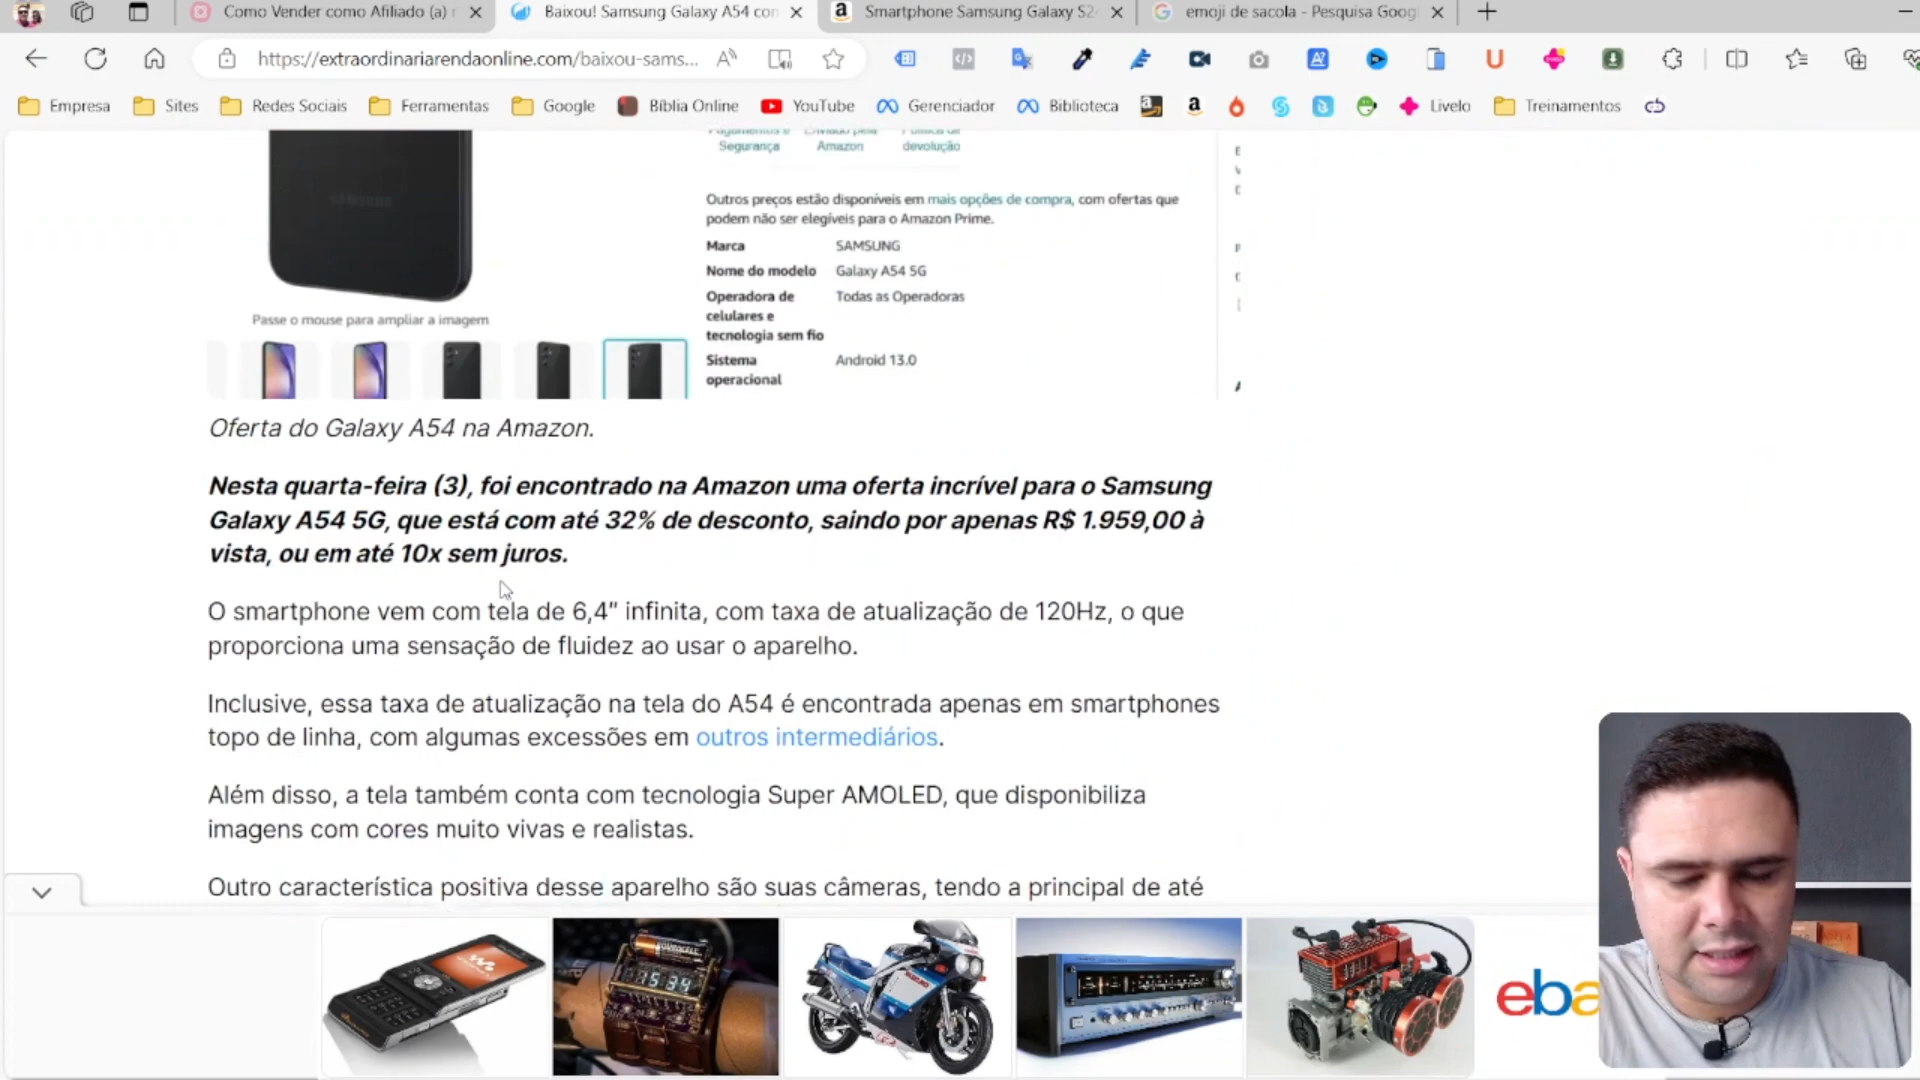 Como Vender como Afiliado (a)
Baixou! Samsung Galaxy A54 con
Smartphone Samsung Galaxy S2
emoji de sacola - Pesquisa Goog
https://extraordinariarendaonline.com/baixou-sams...
Empresa
Sites
Redes Sociais
Ferramentas
Google
Bíblia Online
YouTube
Gerenciador
Biblioteca
Livelo
Treinamentos
Pagamentos e
Segurança
Enviado pela
Amazon
Política de
devolução
Outros preços estão disponíveis em mais opções de compra, com ofertas que
podem não ser elegíveis para o Amazon Prime.
Marca SAMSUNG
Nome do modelo Galaxy A54 5G
Operadora de Todas as Operadoras
celulares e
tecnologia sem fio
Sistema Android 13.0
operacional
SAMSUNG
Passe o mouse para ampliar a imagem
Oferta do Galaxy A54 na Amazon.
Nesta quarta-feira (3), foi encontrado na Amazon uma oferta incrível para o Samsung
Galaxy A54 5G, que está com até 32% de desconto, saindo por apenas R$ 1.959,00 à
vista, ou em até 10x sem juros.
O smartphone vem com tela de 6,4″ infinita, com taxa de atualização de 120Hz, o que
proporciona uma sensação de fluidez ao usar o aparelho.
Inclusive, essa taxa de atualização na tela do A54 é encontrada apenas em smartphones
topo de linha, com algumas excessões em outros intermediários.
Além disso, a tela também conta com tecnologia Super AMOLED, que disponibiliza
imagens com cores muito vivas e realistas.
Outro característica positiva desse aparelho são suas câmeras, tendo a principal de até
DURACELL
SUZUKI
eba